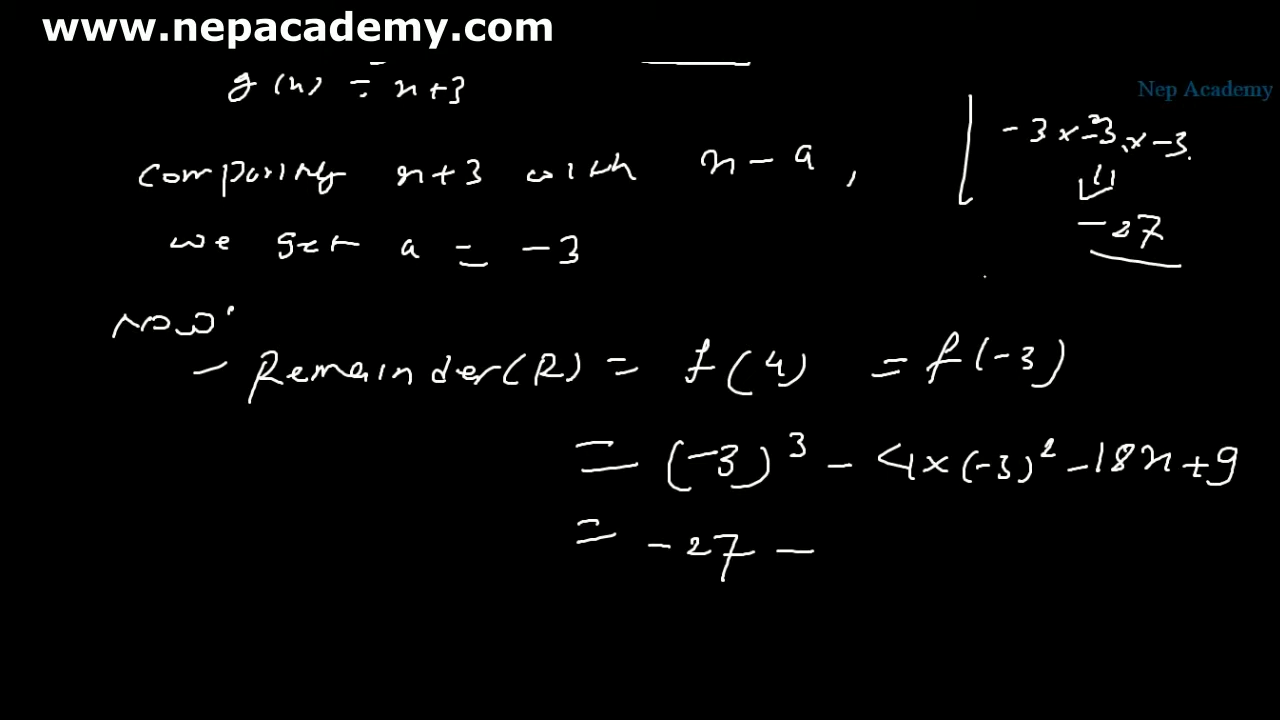 www.nepacademy.com
g(x) = x+3
Nep Academy
comparing x+3 with x - a,
-3 x -3 x -3
-27
we get a = -3
Now
- Remainder(R) = f(4) = f(-3)
= (-3)³ - 4x(-3)² - 18x + 9
= -27 -